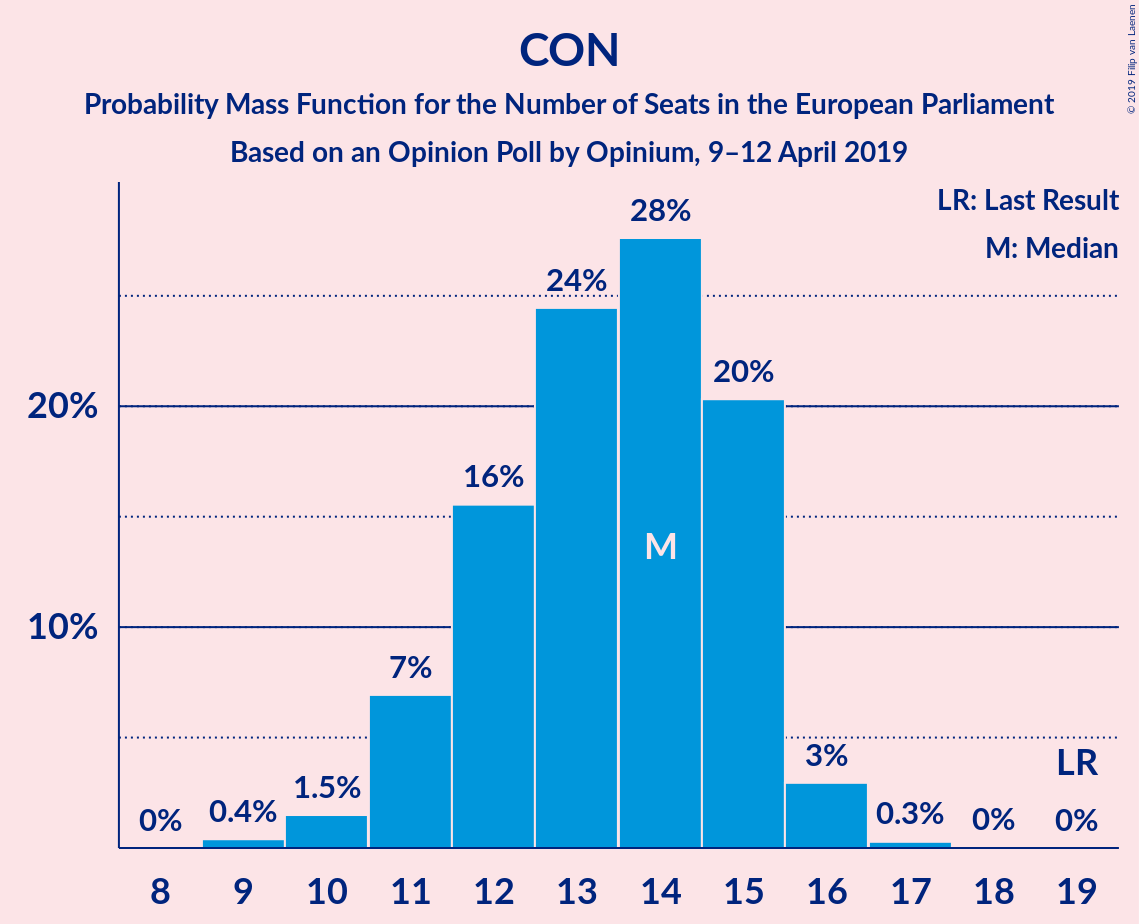 CON
Probability Mass Function for the Number of Seats in the European Parliament
Based on an Opinion Poll by Opinium, 9–12 April 2019
© 2019 Filip van Laenen
LR: Last Result
M: Median
28%
24%
20%
20%
16%
M
10%
7%
3%
LR
1.5%
0.4%
0.3%
0%
0%
0%
8 9 10 11 12 13 14 15 16 17 18 19